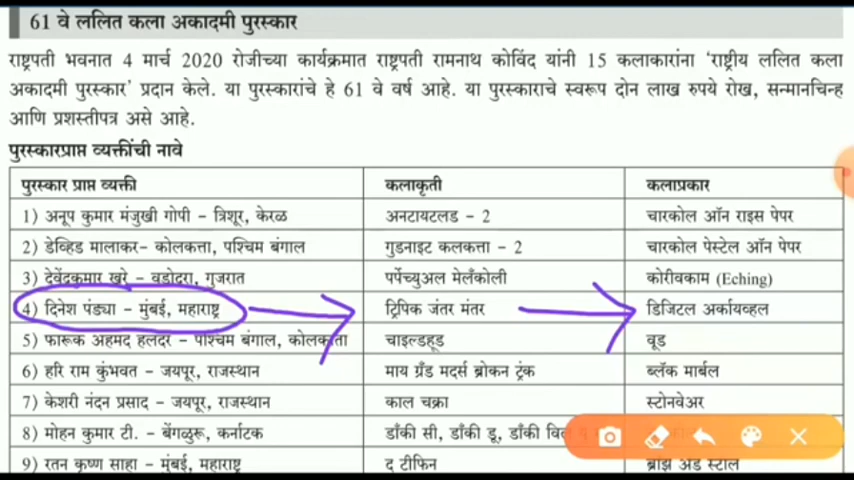 61 वे ललित कला अकादमी पुरस्कार
राष्ट्रपती भवनात 4 मार्च 2020 रोजीच्या कार्यक्रमात राष्ट्रपती रामनाथ कोविंद यांनी 15 कलाकारांना 'राष्ट्रीय ललित कला
अकादमी पुरस्कार' प्रदान केले. या पुरस्कारांचे हे 61 वे वर्ष आहे. या पुरस्काराचे स्वरूप दोन लाख रुपये रोख, सन्मानचिन्ह
आणि प्रशस्तीपत्र असे आहे.
पुरस्कारप्राप्त व्यक्तींची नावे
पुरस्कार प्राप्त व्यक्ती कलाकृती कलाप्रकार
1) अनूप कुमार मंजुखी गोपी – त्रिशूर, केरळ अनटायटलड – 2 चारकोल ऑन राइस पेपर
2) डेव्हिड मालाकर– कोलकत्ता, पश्चिम बंगाल गुडनाइट कलकत्ता – 2 चारकोल पेस्टेल ऑन पेपर
3) देवेंद्रकुमार खरे – वडोदरा, गुजरात पर्पेच्युअल मेलँकोली कोरीवकाम (Eching)
4) दिनेश पंड्या – मुंबई, महाराष्ट्र ट्रिपिक जंतर मंतर डिजिटल अर्कायव्हल
5) फारूक अहमद हलदर – पश्चिम बंगाल, कोलकाता चाइल्डहूड वूड
6) हरि राम कुंभवत – जयपूर, राजस्थान माय ग्रँड मदर्स ब्रोकन ट्रंक ब्लॅक मार्बल
7) केशरी नंदन प्रसाद – जयपूर, राजस्थान काल चक्रा स्टोनवेअर
8) मोहन कुमार टी. – बेंगळुरू, कर्नाटक डाँकी सी, डाँकी डू, डाँकी
9) रतन कृष्ण साहा – मुंबई, महाराष्ट्र द टीफिन ब्राँझ अँड स्टील